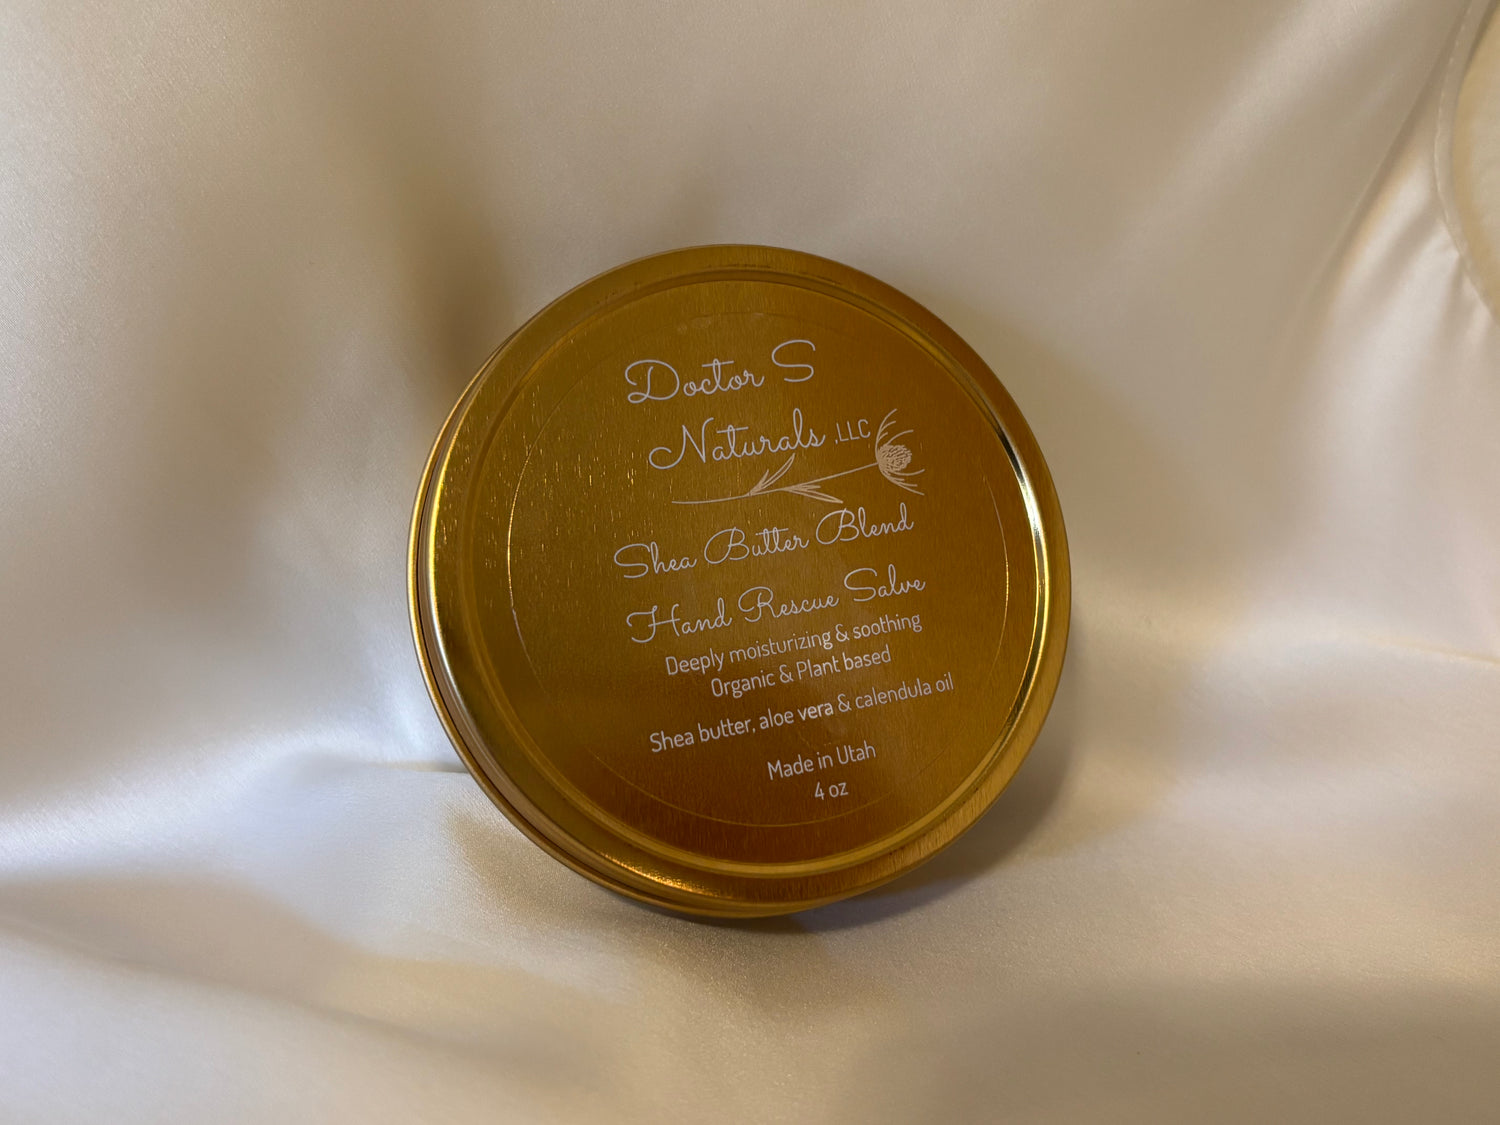 Doctor S
Naturals ,LLC
Shea Butter Blend
Hand Rescue Salve
Deeply moisturizing & soothing
Organic & Plant based
Shea butter, aloe vera & calendula oil
Made in Utah
4 oz